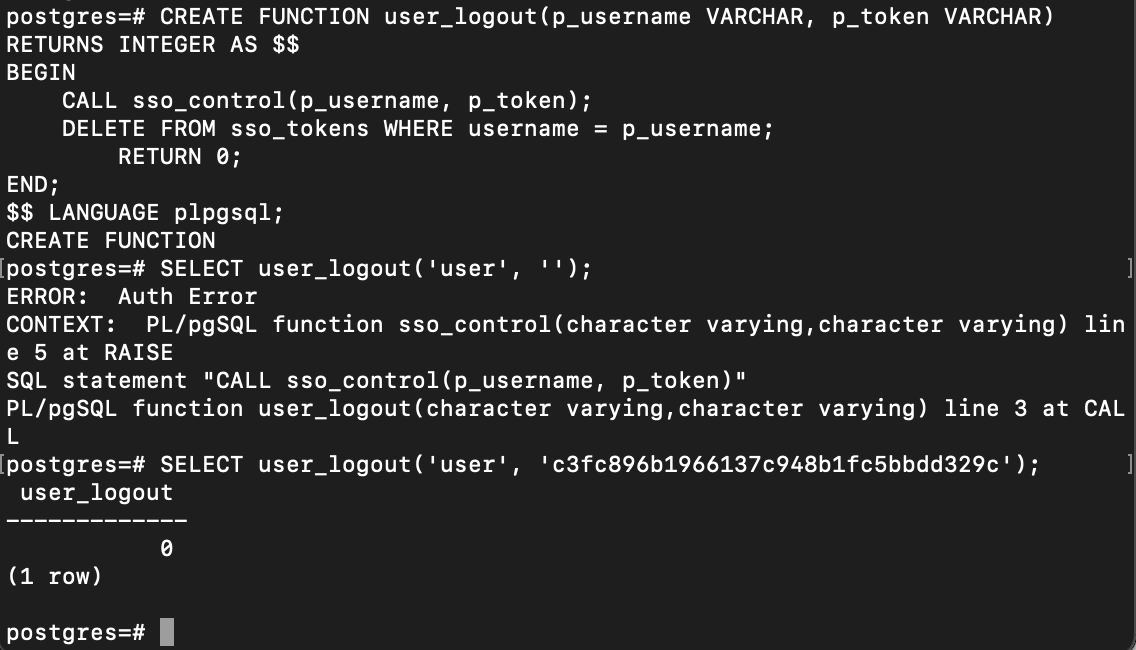 postgres=# CREATE FUNCTION user_logout(p_username VARCHAR, p_token VARCHAR)
RETURNS INTEGER AS $$
BEGIN
    CALL sso_control(p_username, p_token);
    DELETE FROM sso_tokens WHERE username = p_username;
        RETURN 0;
END;
$$ LANGUAGE plpgsql;
CREATE FUNCTION
[postgres=# SELECT user_logout('user', '');                                      ]
ERROR:  Auth Error
CONTEXT:  PL/pgSQL function sso_control(character varying,character varying) lin
e 5 at RAISE
SQL statement "CALL sso_control(p_username, p_token)"
PL/pgSQL function user_logout(character varying,character varying) line 3 at CAL
L
[postgres=# SELECT user_logout('user', 'c3fc896b1966137c948b1fc5bbdd329c');      ]
 user_logout
-------------
           0
(1 row)

postgres=#